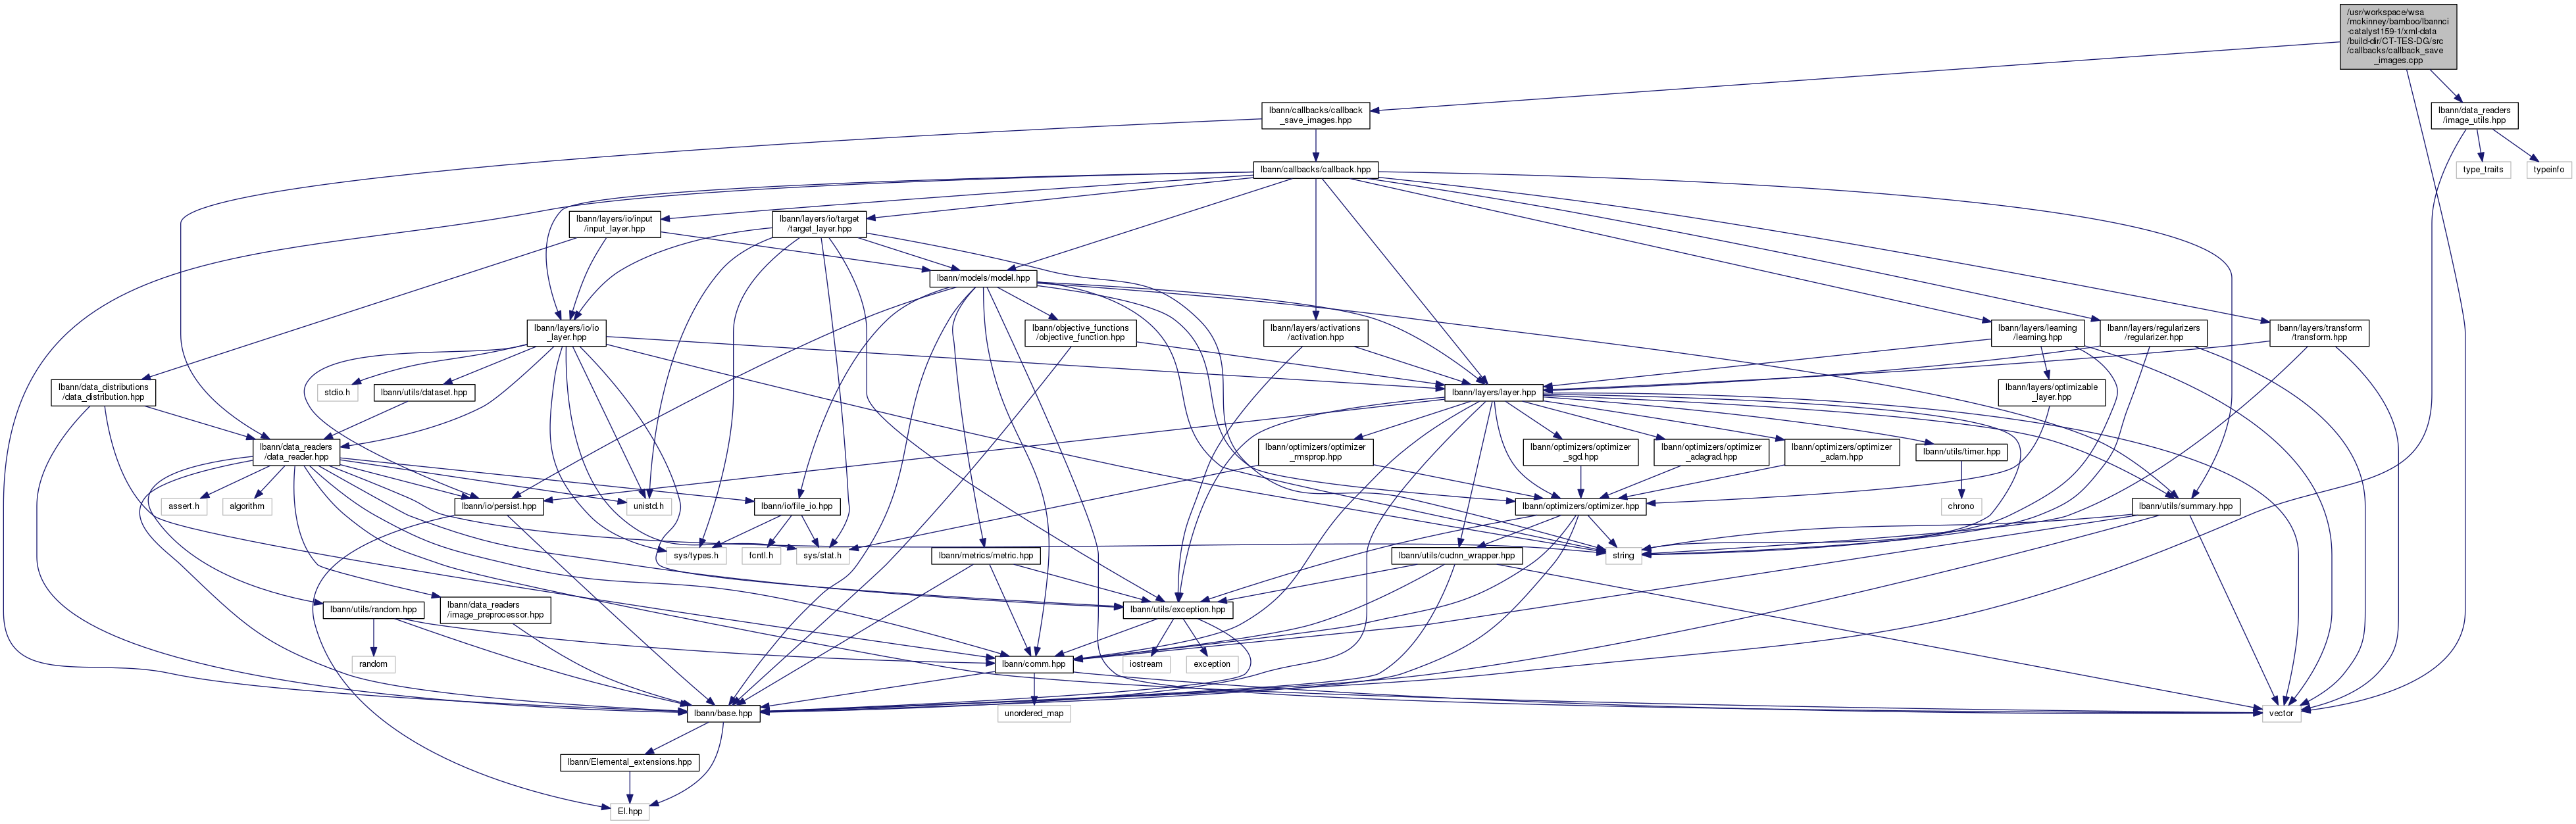 /usr/workspace/wsa
/mckinney/bamboo/lbannci
-catalyst159-1/xml-data
/build-dir/CT-TES-DG/src
/callbacks/callback_save
_images.cpp
lbann/callbacks/callback
_save_images.hpp
lbann/data_readers
/image_utils.hpp
lbann/callbacks/callback.hpp
type_traits
typeinfo
lbann/layers/io/input
/input_layer.hpp
lbann/layers/io/target
/target_layer.hpp
lbann/models/model.hpp
lbann/layers/io/io
_layer.hpp
lbann/objective_functions
/objective_function.hpp
lbann/layers/activations
/activation.hpp
lbann/layers/learning
/learning.hpp
lbann/layers/regularizers
/regularizer.hpp
lbann/layers/transform
/transform.hpp
lbann/data_distributions
/data_distribution.hpp
stdio.h
lbann/utils/dataset.hpp
lbann/layers/layer.hpp
lbann/layers/optimizable
_layer.hpp
lbann/data_readers
/data_reader.hpp
lbann/optimizers/optimizer
_rmsprop.hpp
lbann/optimizers/optimizer
_sgd.hpp
lbann/optimizers/optimizer
_adagrad.hpp
lbann/optimizers/optimizer
_adam.hpp
lbann/utils/timer.hpp
assert.h
algorithm
lbann/io/persist.hpp
unistd.h
lbann/io/file_io.hpp
lbann/optimizers/optimizer.hpp
chrono
lbann/utils/summary.hpp
sys/types.h
fcntl.h
sys/stat.h
lbann/metrics/metric.hpp
lbann/utils/cudnn_wrapper.hpp
string
lbann/utils/random.hpp
lbann/data_readers
/image_preprocessor.hpp
lbann/utils/exception.hpp
random
lbann/comm.hpp
iostream
exception
lbann/base.hpp
unordered_map
vector
lbann/Elemental_extensions.hpp
El.hpp